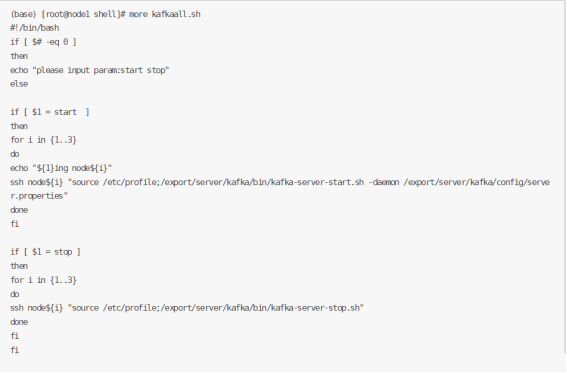 (base) [root@node1 shell]# more kafkaall.sh
#!/bin/bash
if [ $# -eq 0 ]
then
echo "please input param:start stop"
else

if [ $1 = start  ]
then
for i in {1..3}
do
echo "${1}ing node${i}"
ssh node${i} "source /etc/profile;/export/server/kafka/bin/kafka-server-start.sh -daemon /export/server/kafka/config/serve
r.properties"
done
fi

if [ $1 = stop ]
then
for i in {1..3}
do
ssh node${i} "source /etc/profile;/export/server/kafka/bin/kafka-server-stop.sh"
done
fi
fi